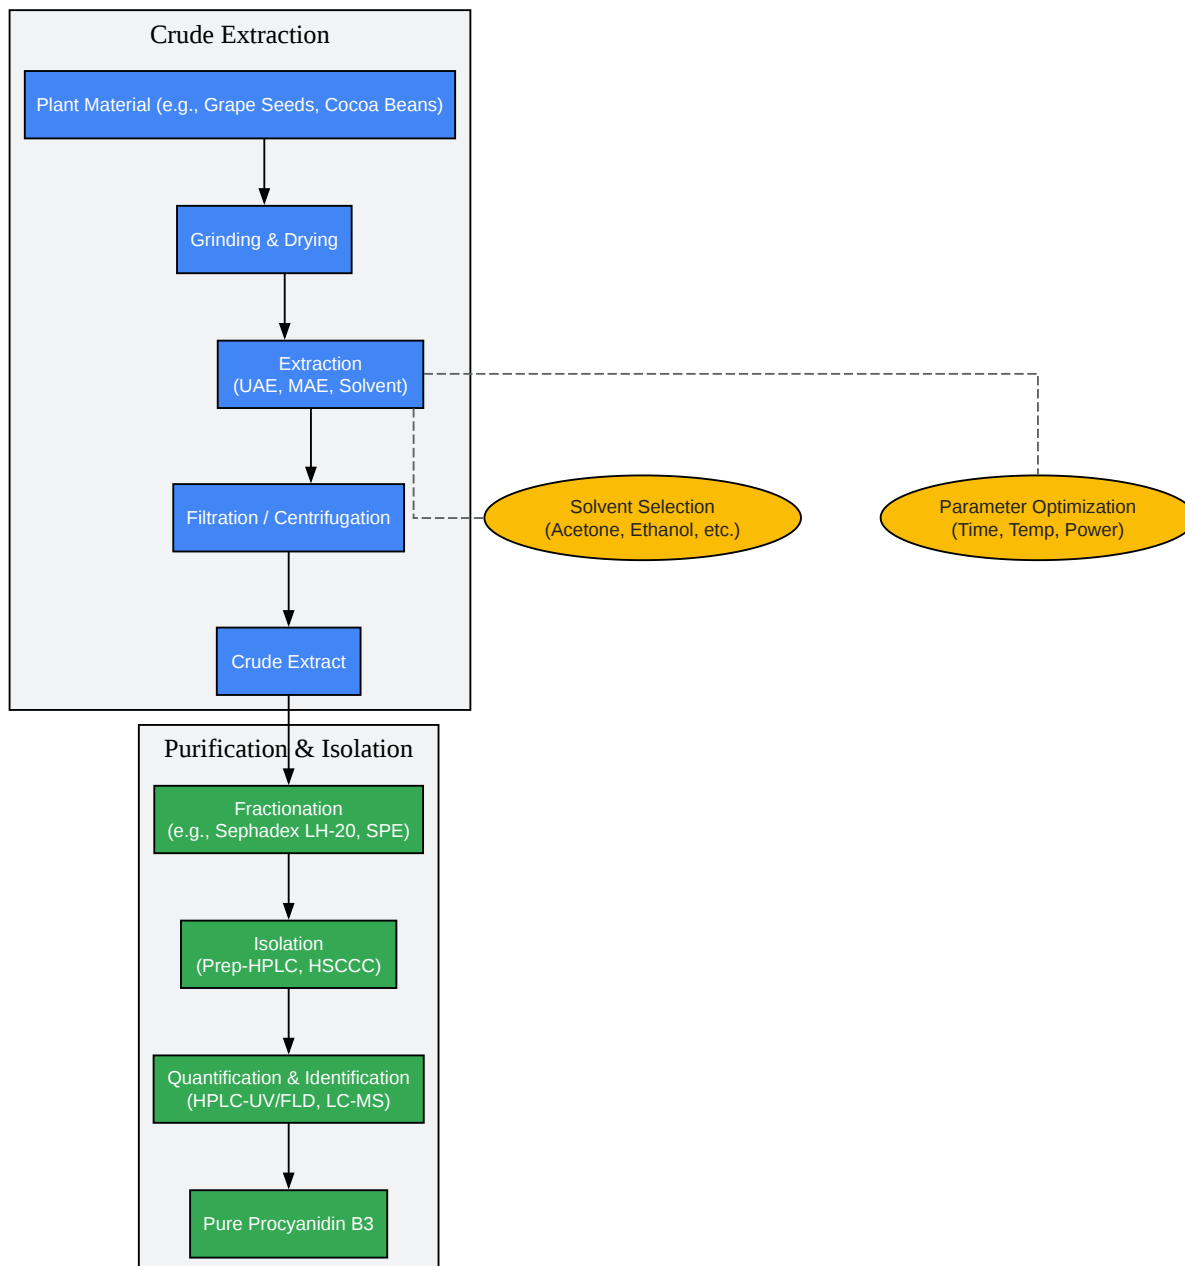 Crude Extraction
Plant Material (e.g., Grape Seeds, Cocoa Beans)
Grinding & Drying
Extraction
(UAE, MAE, Solvent)
Filtration / Centrifugation
Solvent Selection
(Acetone, Ethanol, etc.)
Parameter Optimization
(Time, Temp, Power)
Crude Extract
Purification & Isolation
Fractionation
(e.g., Sephadex LH-20, SPE)
Isolation
(Prep-HPLC, HSCCC)
Quantification & Identification
(HPLC-UV/FLD, LC-MS)
Pure Procyanidin B3